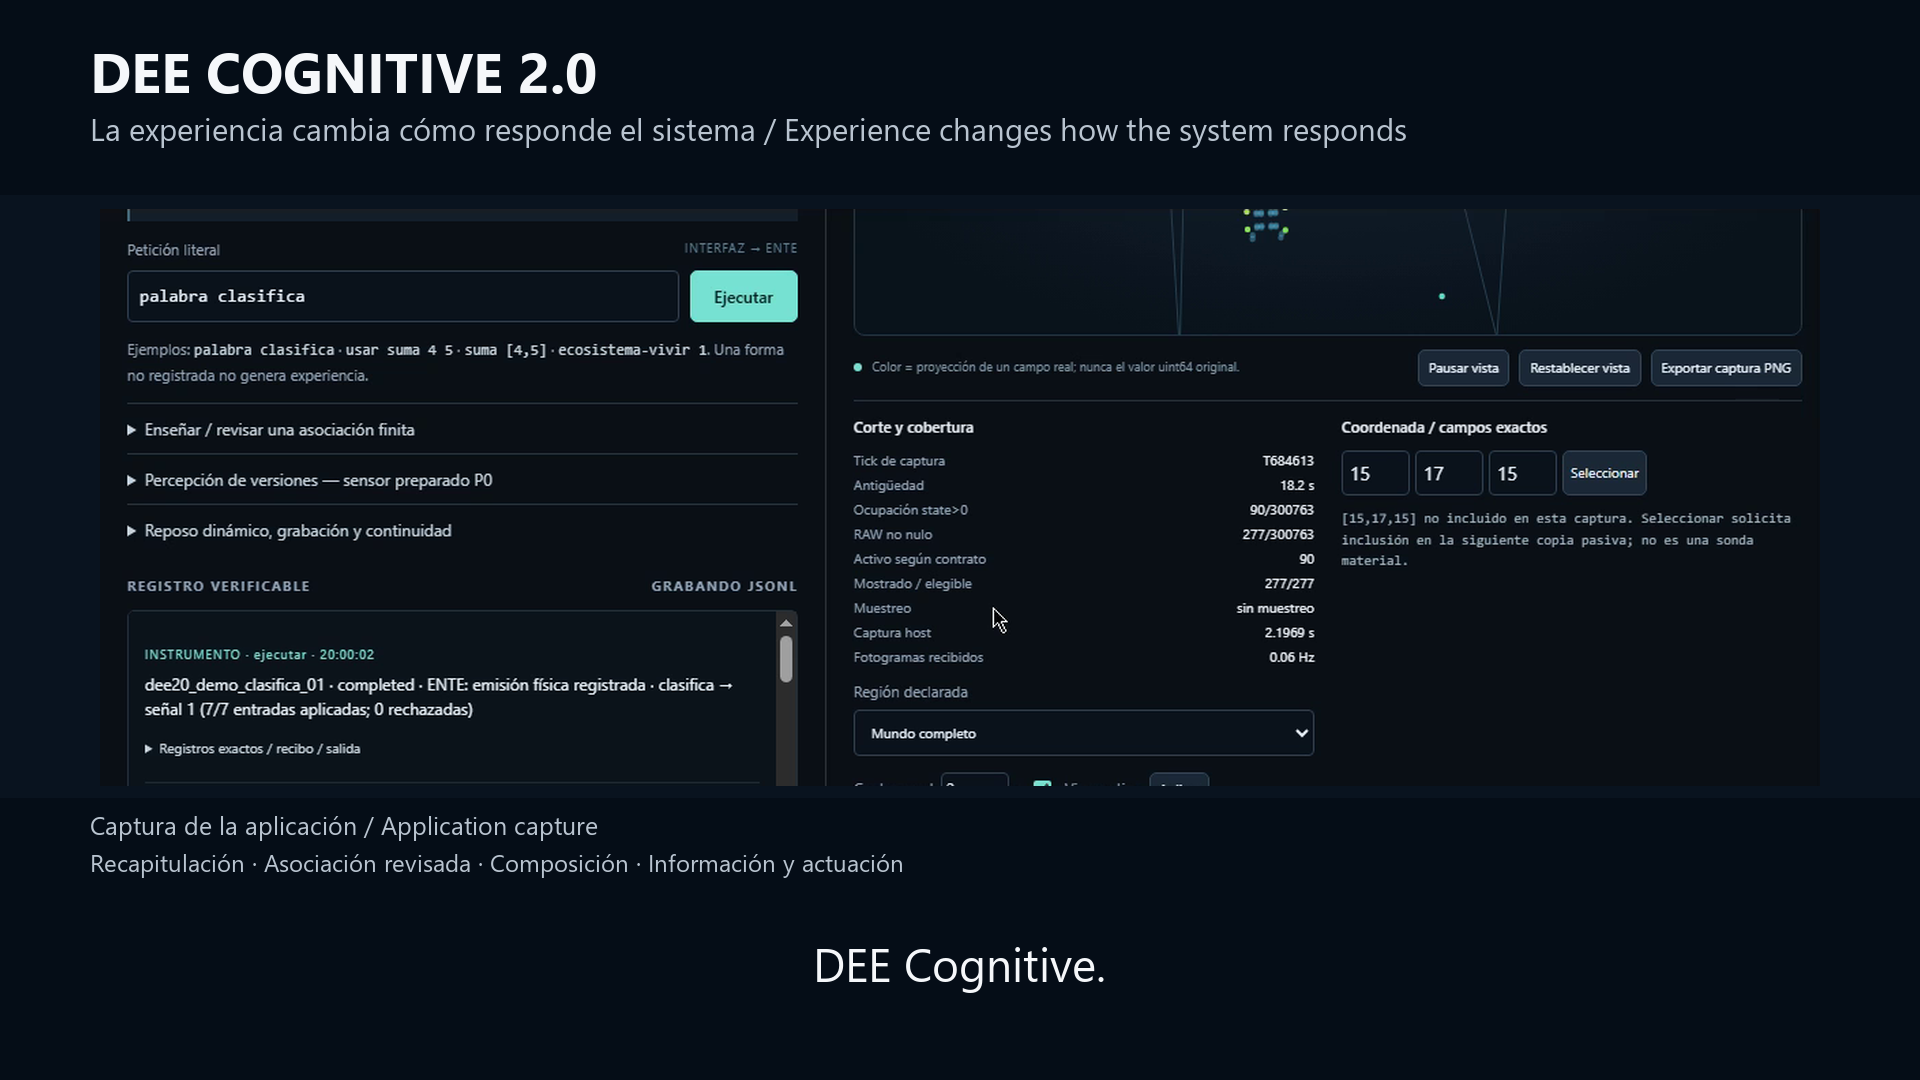 DEE COGNITIVE 2.0
La experiencia cambia cómo responde el sistema / Experience changes how the system responds
Petición literal
INTERFAZ → ENTE
palabra clasifica
Ejecutar
Ejemplos: palabra clasifica · usar suma 4 5 · suma [4,5] · ecosistema-vivir 1. Una forma
no registrada no genera experiencia.
▶ Enseñar / revisar una asociación finita
▶ Percepción de versiones — sensor preparado P0
▶ Reposo dinámico, grabación y continuidad
REGISTRO VERIFICABLE
GRABANDO JSONL
INSTRUMENTO · ejecutar · 20:00:02
dee20_demo_clasifica_01 · completed · ENTE: emisión física registrada · clasifica →
señal 1 (7/7 entradas aplicadas; 0 rechazadas)
▶ Registros exactos / recibo / salida
Color = proyección de un campo real; nunca el valor uint64 original.
Pausar vista
Restablecer vista
Exportar captura PNG
Corte y cobertura
Tick de captura T684613
Antigüedad 18.2 s
Ocupación state>0 90/300763
RAW no nulo 277/300763
Activo según contrato 90
Mostrado / elegible 277/277
Muestreo sin muestreo
Captura host 2.1969 s
Fotogramas recibidos 0.06 Hz
Región declarada
Mundo completo
Coordenada / campos exactos
15 17 15 Seleccionar
[15,17,15] no incluido en esta captura. Seleccionar solicita
inclusión en la siguiente copia pasiva; no es una sonda
material.
Captura de la aplicación / Application capture
Recapitulación · Asociación revisada · Composición · Información y actuación
DEE Cognitive.